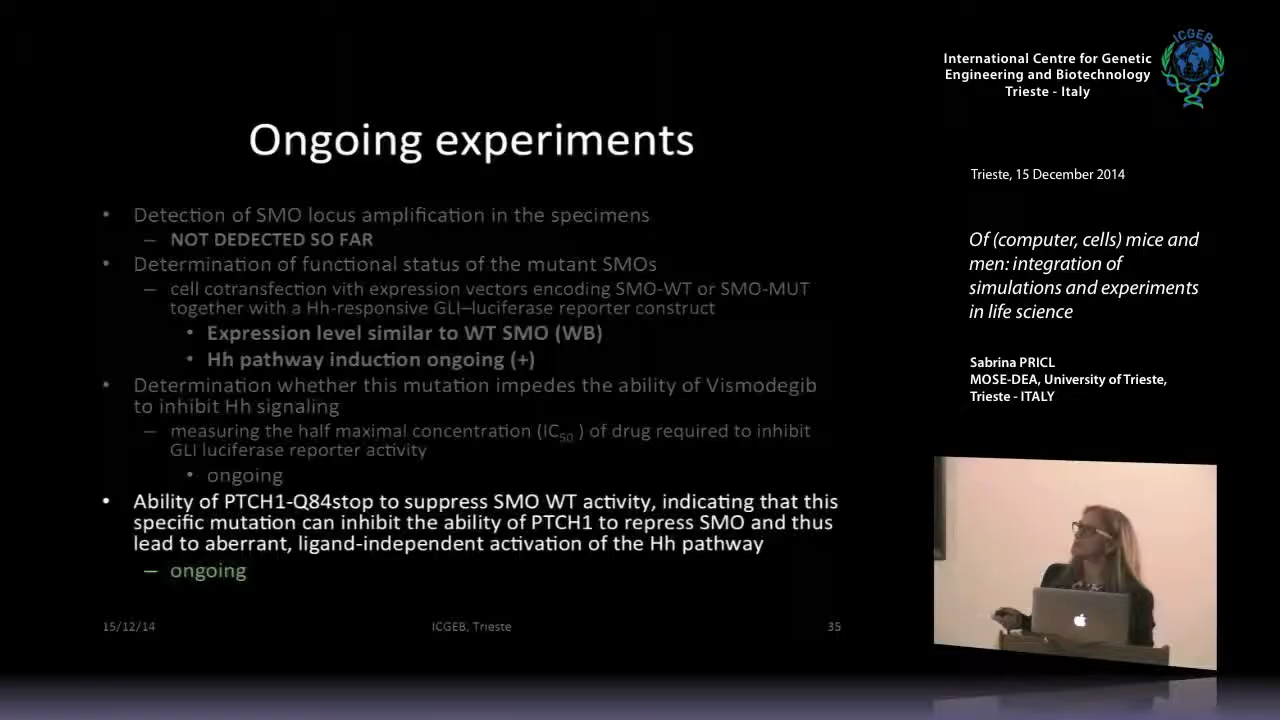 ICGEB
International Centre for Genetic
Engineering and Biotechnology
Trieste - Italy
Ongoing experiments
Trieste, 15 December 2014
• Detection of SMO locus amplification in the specimens
– NOT DEDECTED SO FAR
• Determination of functional status of the mutant SMOs
– cell cotransfection vith expression vectors encoding SMO-WT or SMO-MUT
together with a Hh-responsive GLI–luciferase reporter construct
• Expression level similar to WT SMO (WB)
• Hh pathway induction ongoing (+)
• Determination whether this mutation impedes the ability of Vismodegib
to inhibit Hh signaling
– measuring the half maximal concentration (IC50 ) of drug required to inhibit
GLI luciferase reporter activity
• ongoing
• Ability of PTCH1-Q84stop to suppress SMO WT activity, indicating that this
specific mutation can inhibit the ability of PTCH1 to repress SMO and thus
lead to aberrant, ligand-independent activation of the Hh pathway
– ongoing
15/12/14
ICGEB, Trieste
35
Of (computer, cells) mice and
men: integration of
simulations and experiments
in life science
Sabrina PRICL
MOSE-DEA, University of Trieste,
Trieste - ITALY